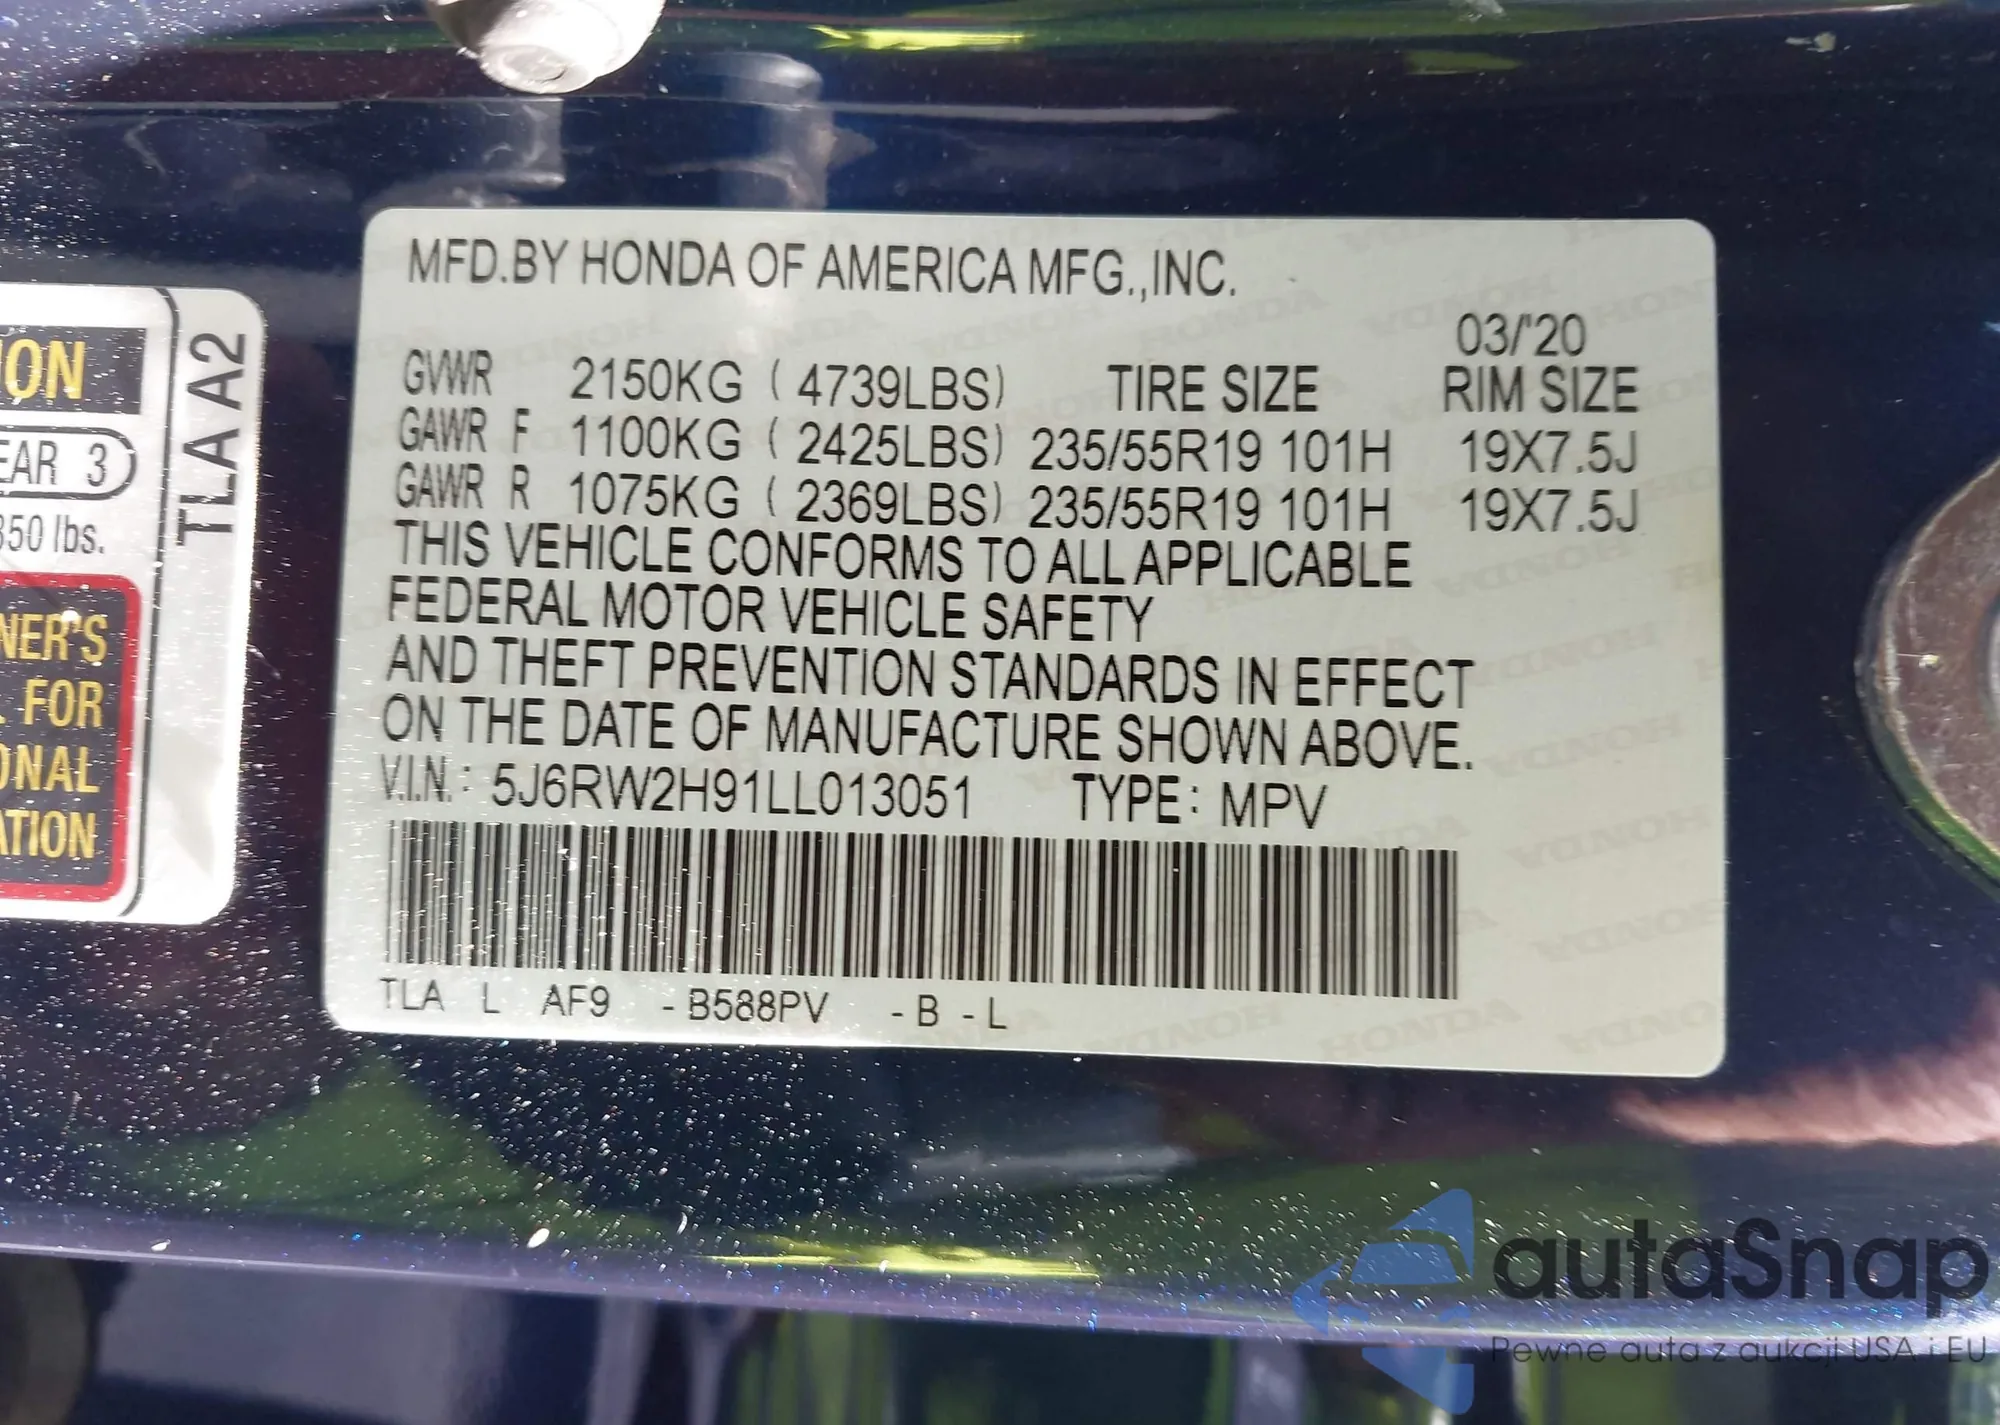 MFD.BY HONDA OF AMERICA MFG.,INC.
03/'20
GVWR 2150KG ( 4739LBS) TIRE SIZE RIM SIZE
GAWR F 1100KG ( 2425LBS) 235/55R19 101H 19X7.5J
GAWR R 1075KG ( 2369LBS) 235/55R19 101H 19X7.5J
THIS VEHICLE CONFORMS TO ALL APPLICABLE
FEDERAL MOTOR VEHICLE SAFETY
AND THEFT PREVENTION STANDARDS IN EFFECT
ON THE DATE OF MANUFACTURE SHOWN ABOVE.
V.I.N.: 5J6RW2H91LL013051 TYPE: MPV
TLA L AF9 - B588PV - B - L
TLA A2
ION
EAR 3
350 lbs.
NER'S
FOR
ONAL
ATION
autaSnap
Pewne auta z aukcji USA i EU